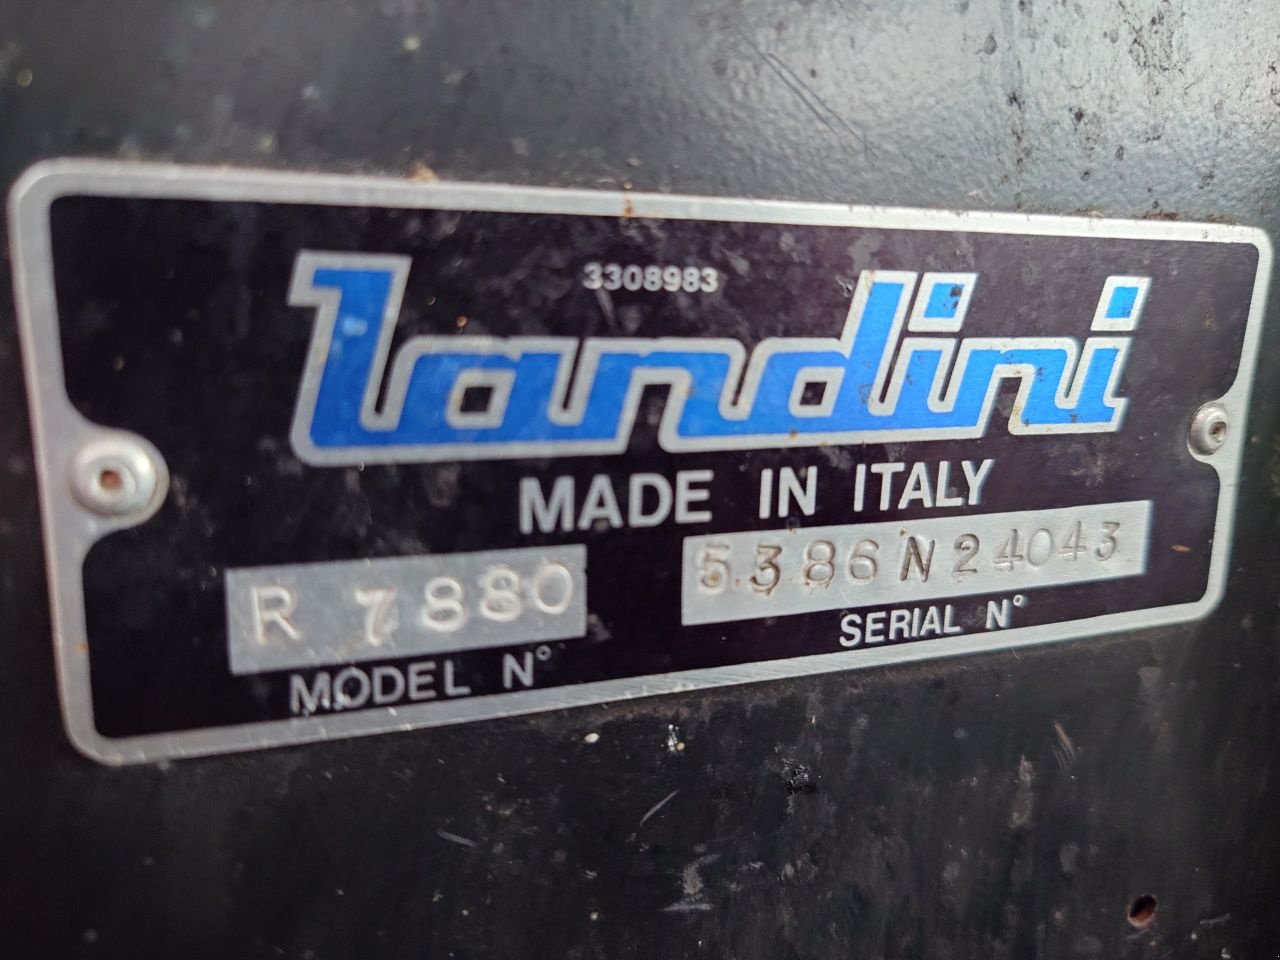 3308983
landini
MADE IN ITALY
R 7880
5386N24043
MODEL N°
SERIAL N°